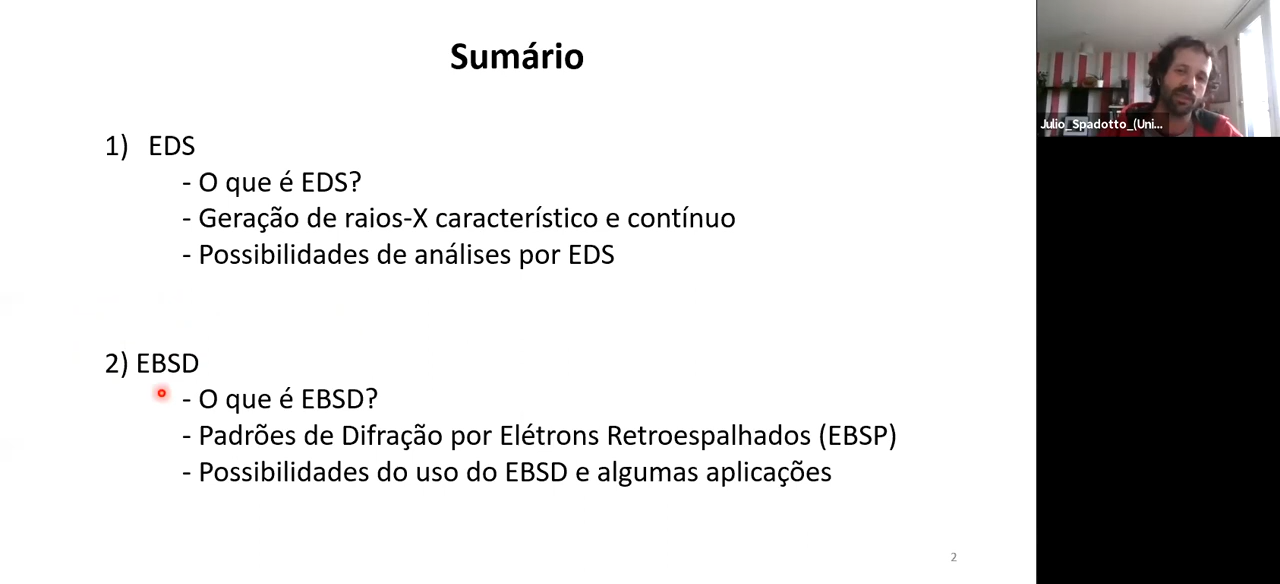 Sumário
1) EDS
- O que é EDS?
- Geração de raios-X característico e contínuo
- Possibilidades de análises por EDS
2) EBSD
- O que é EBSD?
- Padrões de Difração por Elétrons Retroespalhados (EBSP)
- Possibilidades do uso do EBSD e algumas aplicações
2
Julio_Spadotto_(Uni...